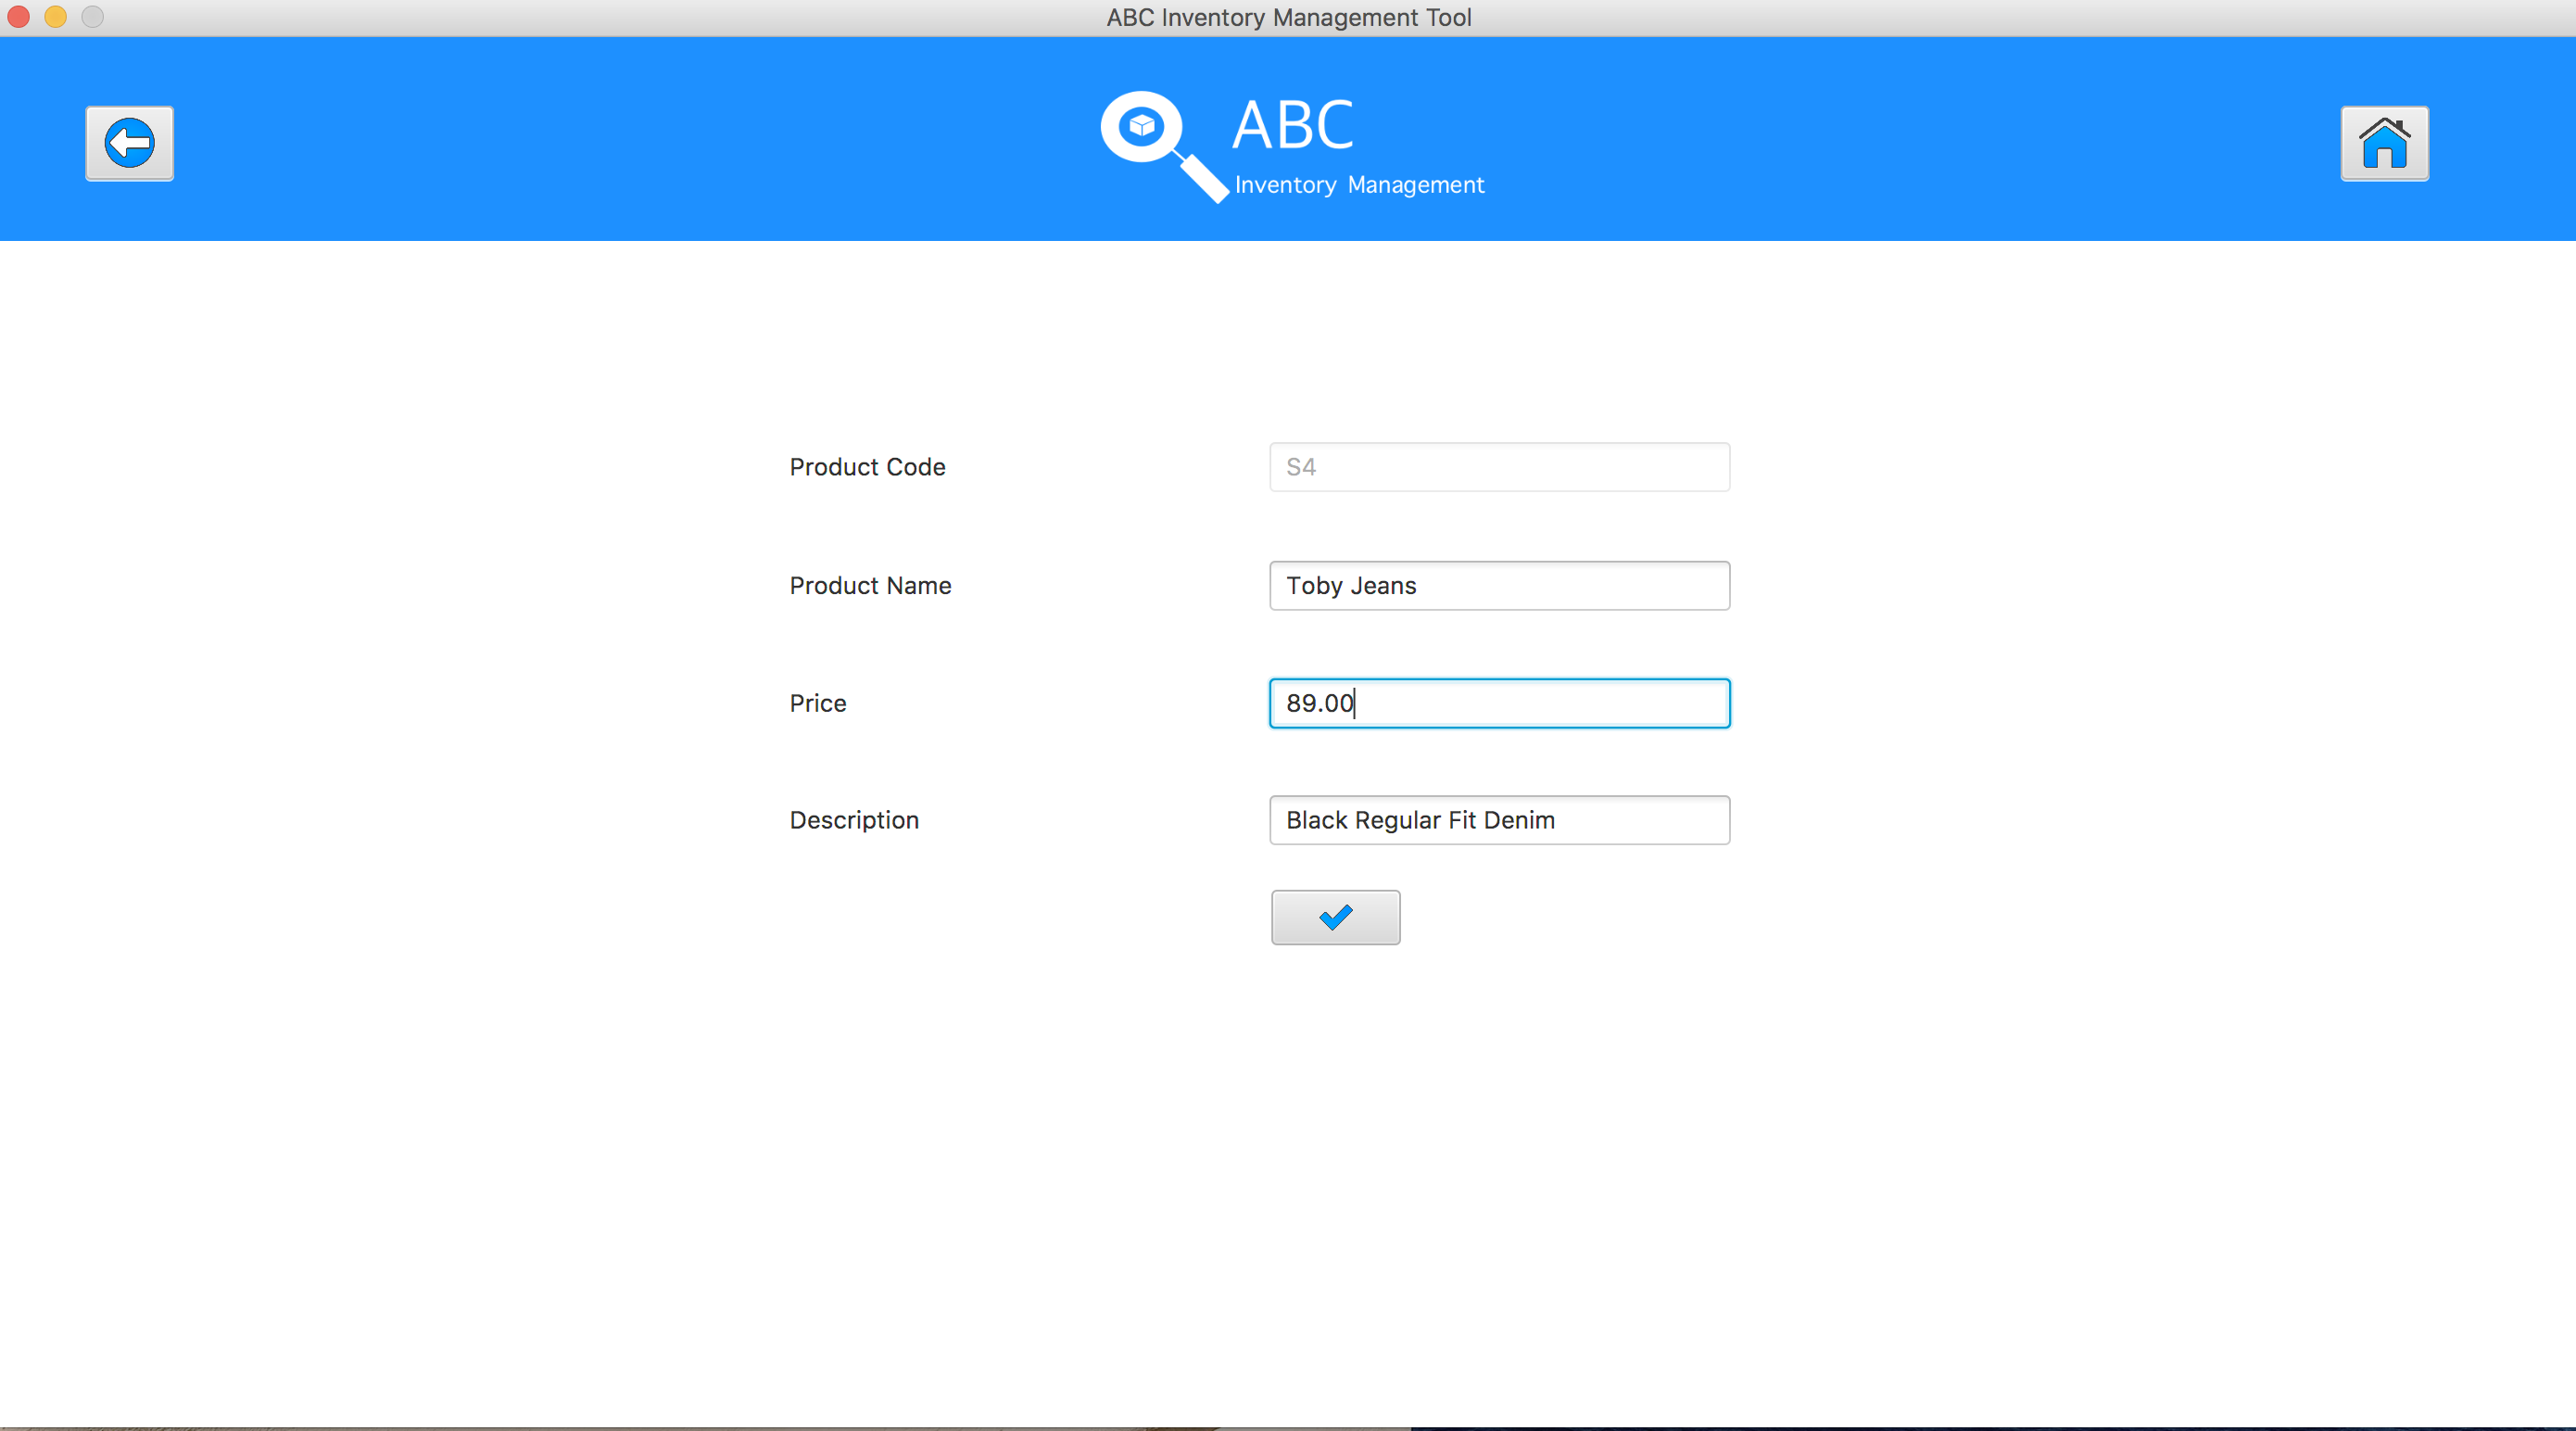 ABC Inventory Management Tool
ABC
Inventory Management
Product Code
S4
Product Name
Toby Jeans
Price
89.00
Description
Black Regular Fit Denim